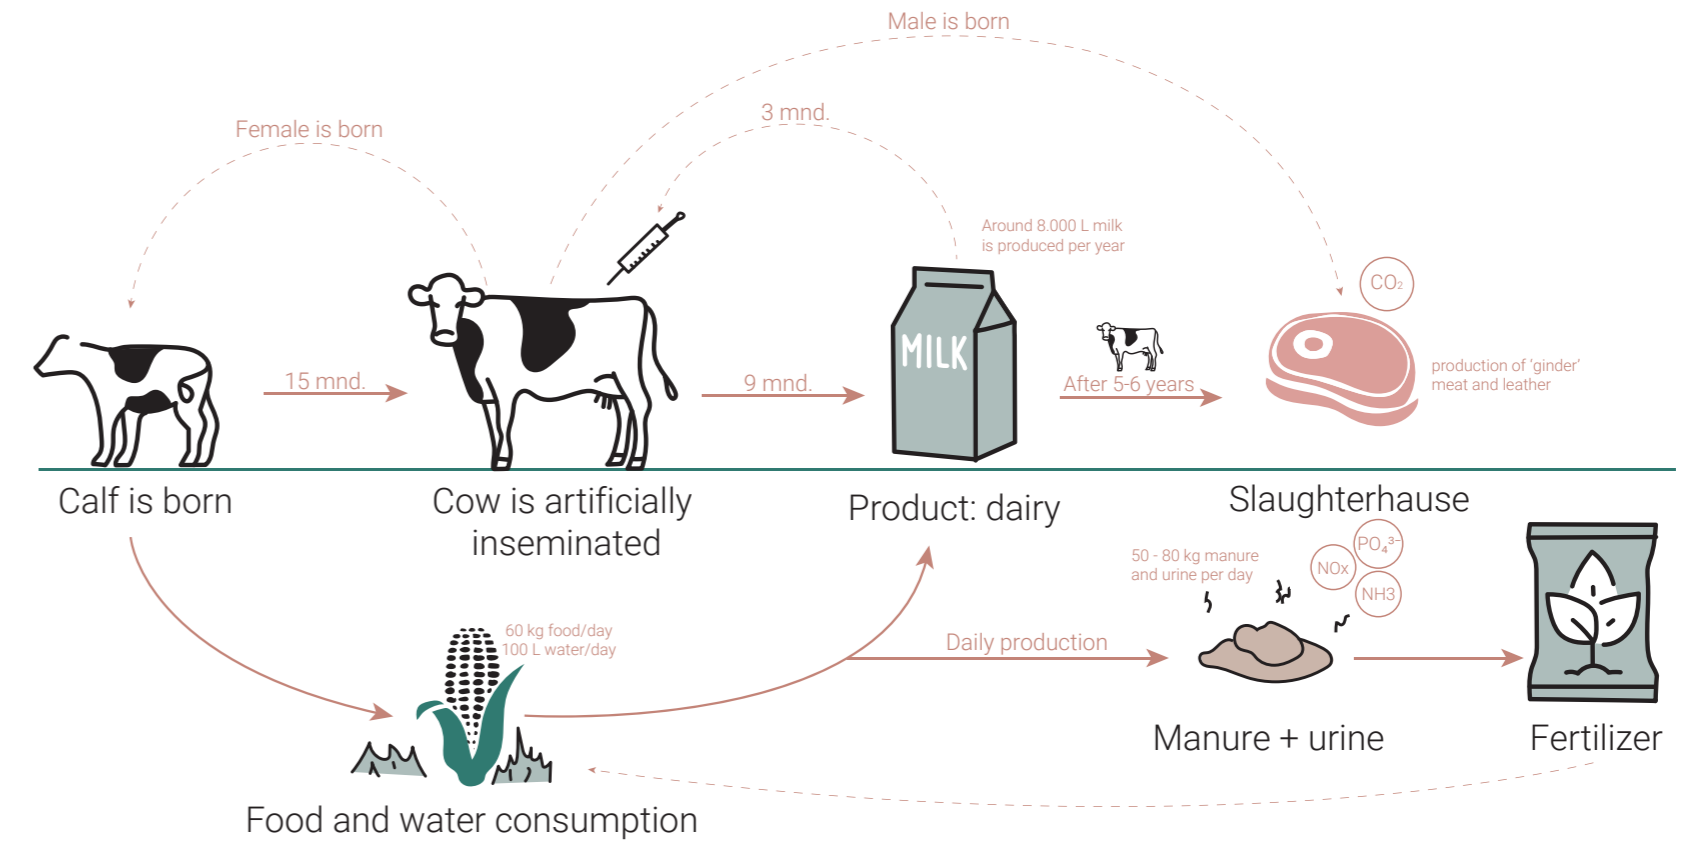 Male is born
3 mnd.
Female is born
Around 8.000 L milk
is produced per year
CO₂
MILK
15 mnd.
9 mnd.
After 5-6 years
production of ‘ginder’
meat and leather
Calf is born
Cow is artificially
inseminated
Product: dairy
Slaughterhause
50 - 80 kg manure
and urine per day
PO₄³⁻
NOx
NH3
60 kg food/day
100 L water/day
Daily production
Manure + urine
Fertilizer
Food and water consumption